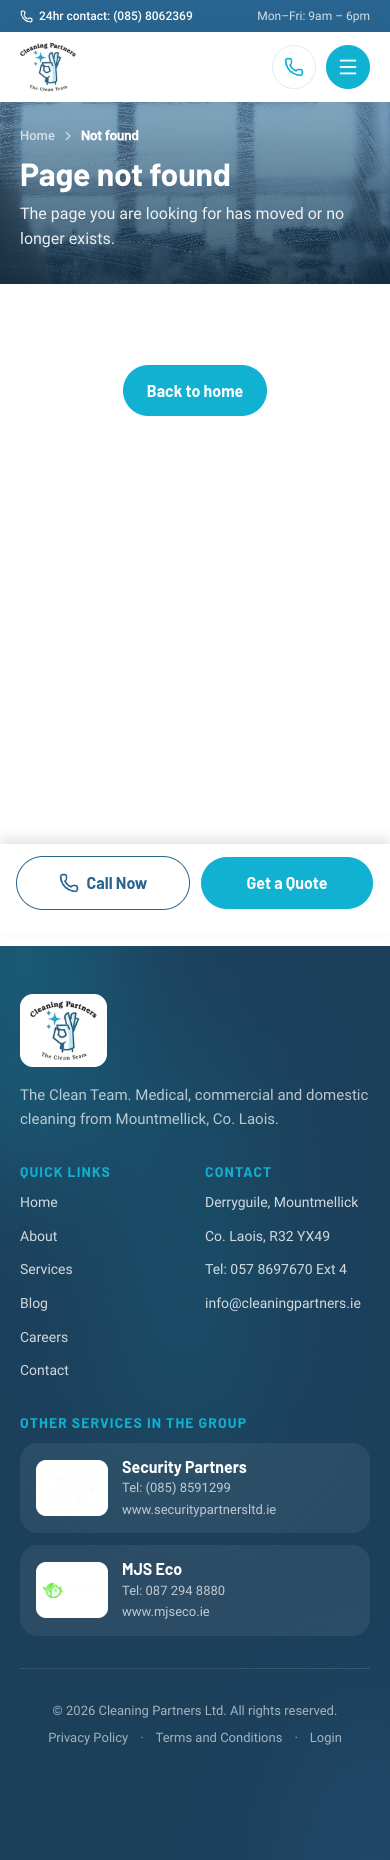 24hr contact: (085) 8062369
Mon–Fri: 9am – 6pm
Cleaning Partners
The Clean Team
Home
Not found
Page not found
The page you are looking for has moved or no
longer exists.
Back to home
Call Now
Get a Quote
Cleaning Partners
The Clean Team
The Clean Team. Medical, commercial and domestic
cleaning from Mountmellick, Co. Laois.
QUICK LINKS
Home
About
Services
Blog
Careers
Contact
CONTACT
Derryguile, Mountmellick
Co. Laois, R32 YX49
Tel: 057 8697670 Ext 4
info@cleaningpartners.ie
OTHER SERVICES IN THE GROUP
Security Partners
Tel: (085) 8591299
www.securitypartnersltd.ie
MJS Eco
Tel: 087 294 8880
www.mjseco.ie
© 2026 Cleaning Partners Ltd. All rights reserved.
Privacy Policy · Terms and Conditions · Login